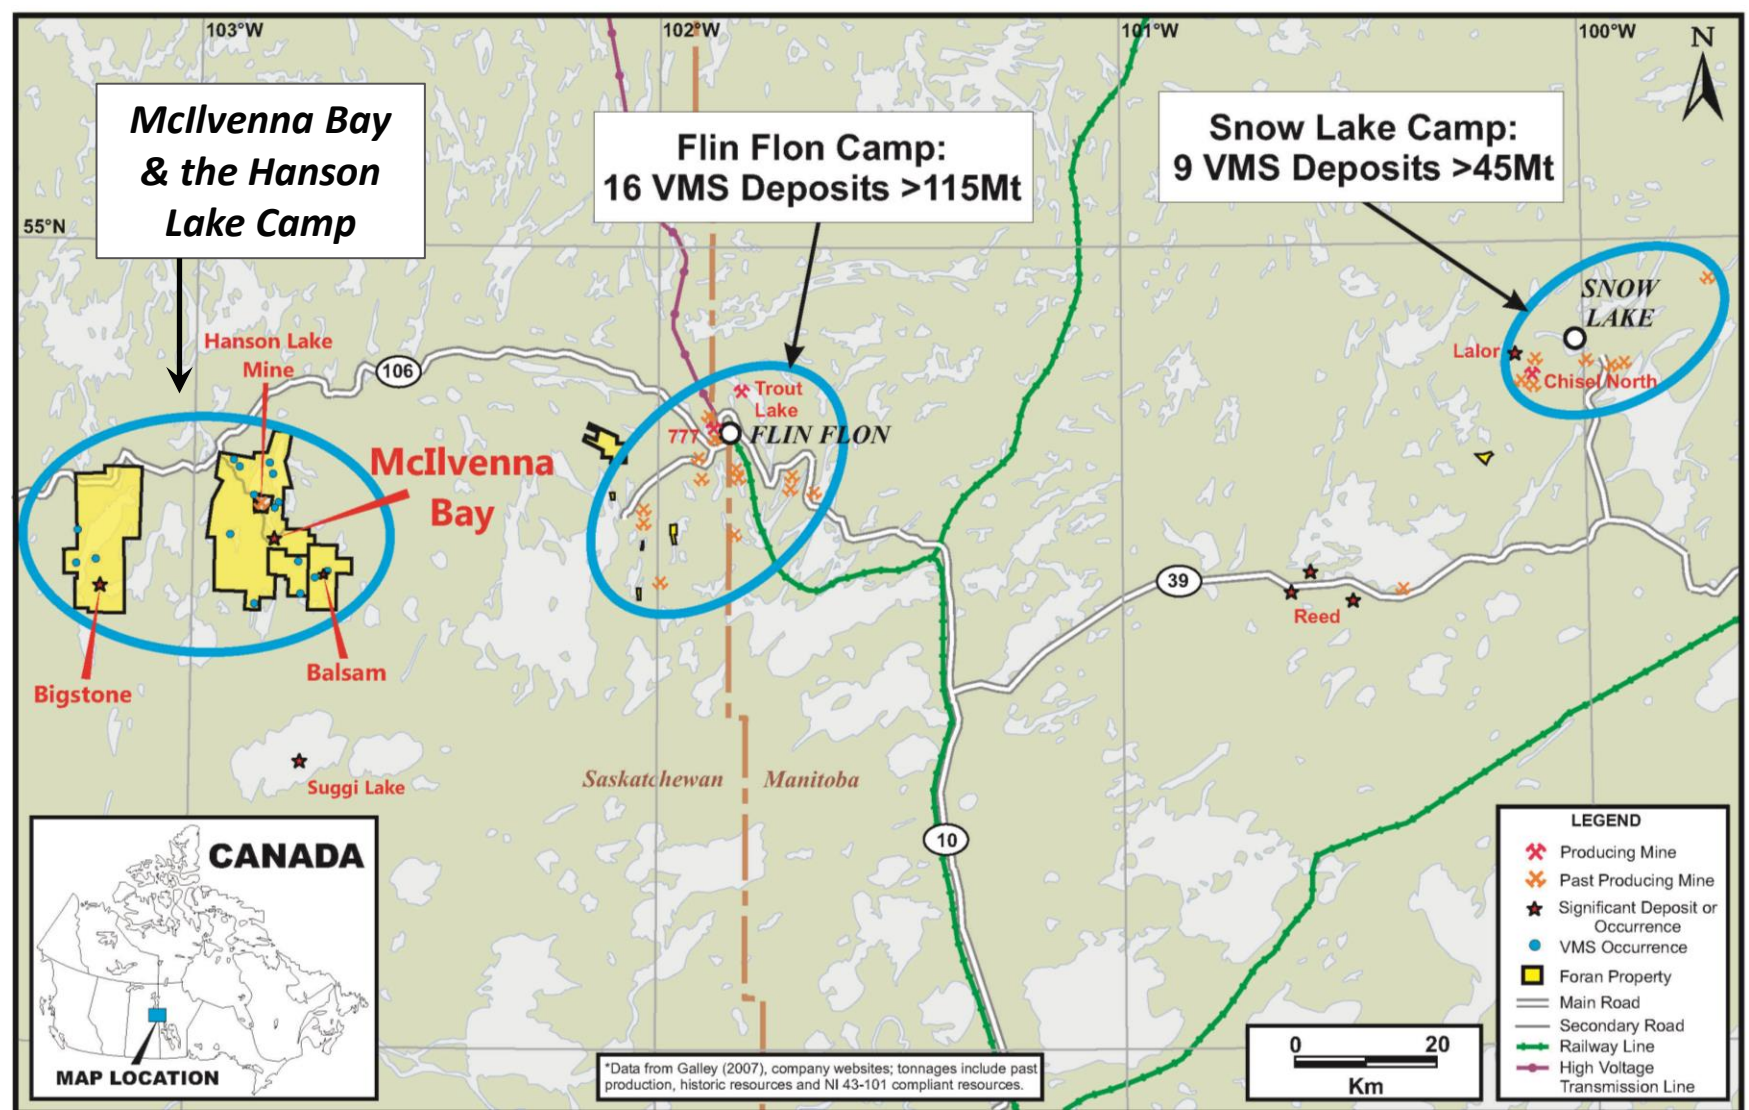 103°W
102°W
101°W
100°W
N
McIlvenna Bay
& the Hanson
Lake Camp
Flin Flon Camp:
16 VMS Deposits >115Mt
Snow Lake Camp:
9 VMS Deposits >45Mt
55°N
SNOW
LAKE
Hanson Lake
Mine
106
Lalor
Chisel North
Trout
Lake
777
FLIN FLON
McIlvenna
Bay
39
Reed
Balsam
Bigstone
Suggi Lake
Saskatchewan
Manitoba
10
CANADA
MAP LOCATION
LEGEND
Producing Mine
Past Producing Mine
Significant Deposit or
Occurrence
VMS Occurrence
Foran Property
Main Road
Secondary Road
Railway Line
High Voltage
Transmission Line
0 20
Km
*Data from Galley (2007), company websites; tonnages include past
production, historic resources and NI 43-101 compliant resources.